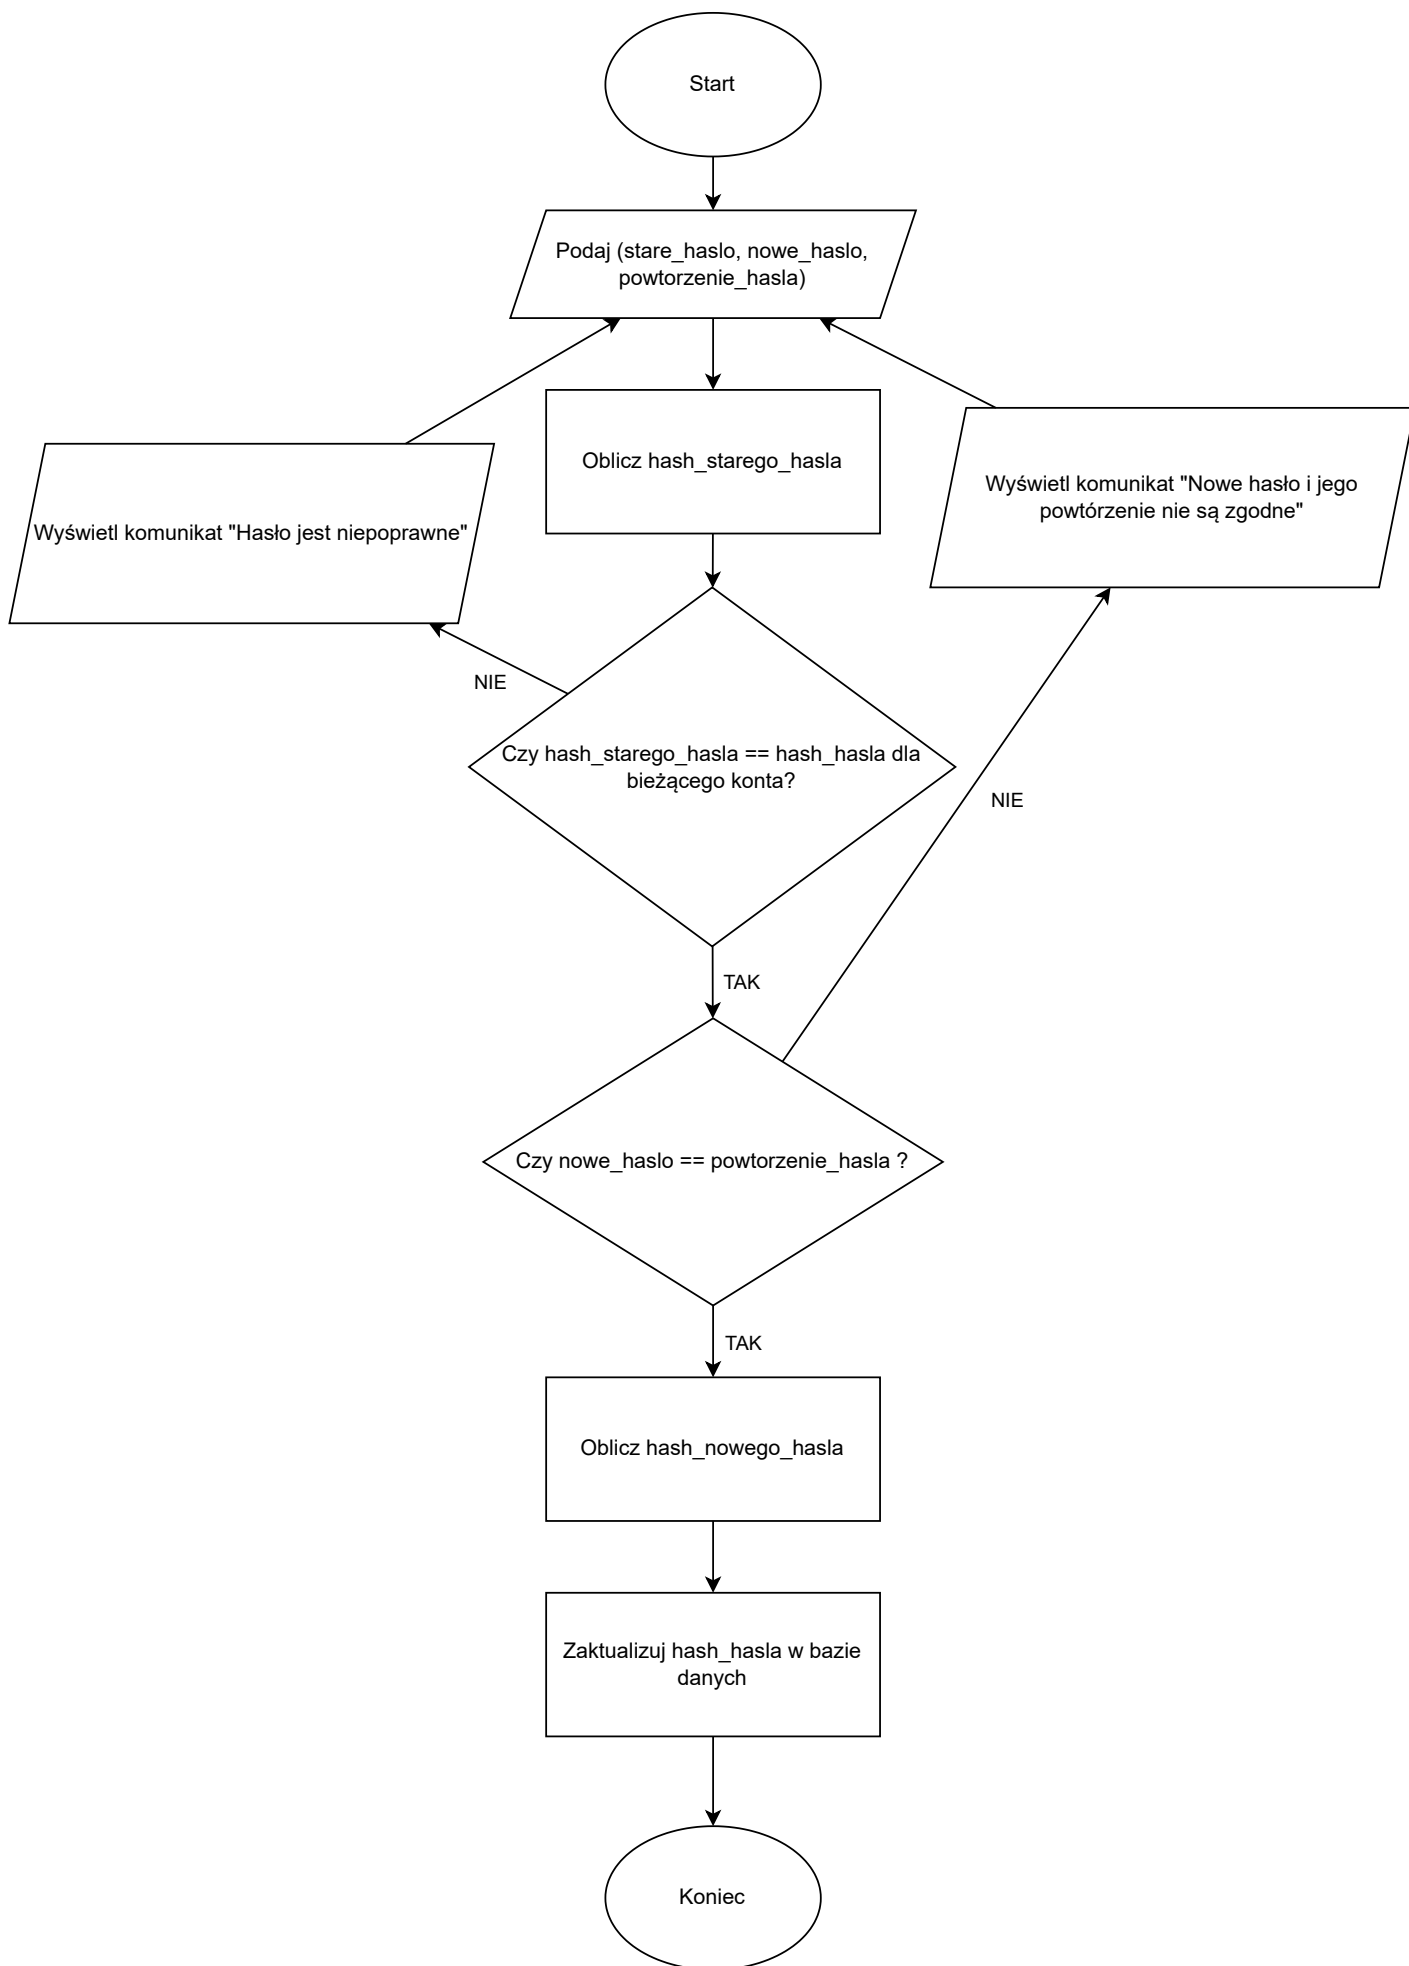 Start
Podaj (stare_haslo, nowe_haslo,
powtorzenie_hasla)
Oblicz hash_starego_hasla
Wyświetl komunikat "Nowe hasło i jego
powtórzenie nie są zgodne"
Wyświetl komunikat "Hasło jest niepoprawne"
NIE
Czy hash_starego_hasla == hash_hasla dla
bieżącego konta?
NIE
TAK
Czy nowe_haslo == powtorzenie_hasla ?
TAK
Oblicz hash_nowego_hasla
Zaktualizuj hash_hasla w bazie
danych
Koniec